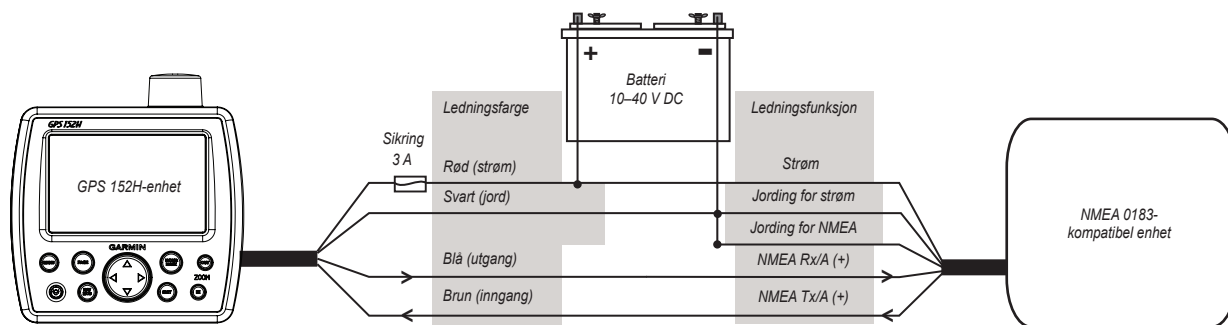 GPS 152H
GPS 152H-enhet
GARMIN
ZOOM
Sikring
3 A
Ledningsfarge
Rød (strøm)
Svart (jord)
Blå (utgang)
Brun (inngang)
+
-
Batteri
10–40 V DC
Ledningsfunksjon
Strøm
Jording for strøm
Jording for NMEA
NMEA Rx/A (+)
NMEA Tx/A (+)
NMEA 0183-
kompatibel enhet